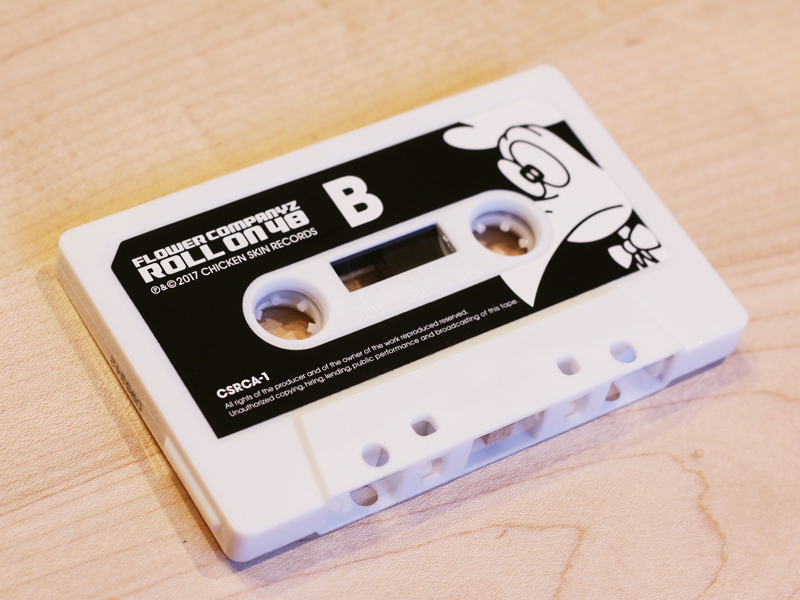 FLOWER COMPANYZ
ROLL ON 48
℗&©2017 CHICKEN SKIN RECORDS
B
CSRCA-1
All rights of the producer and of the owner of the work reproduced reserved.
Unauthorized copying, hiring, lending, public performance and broadcasting of this tape.